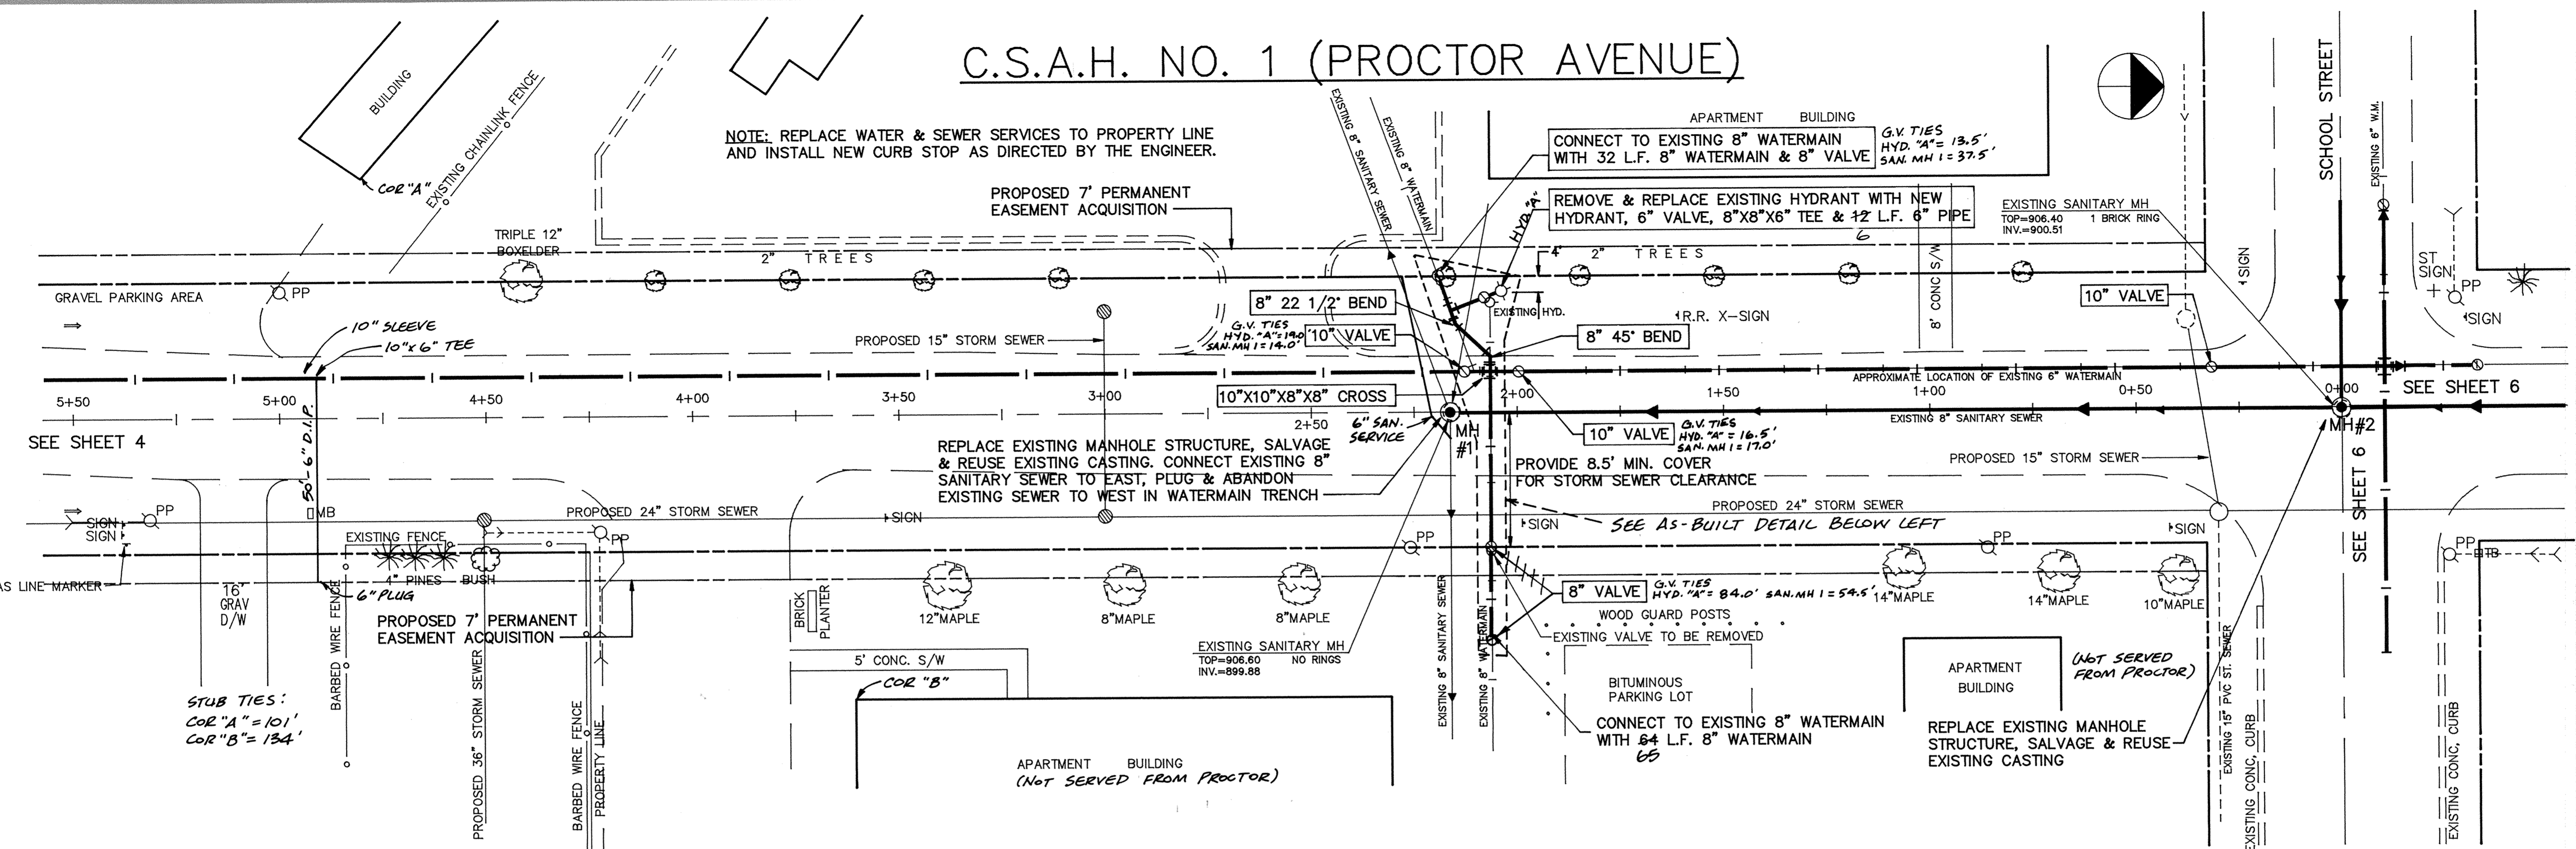 C.S.A.H. NO. 1 (PROCTOR AVENUE)
BUILDING
EXISTING CHAINLINK FENCE
COR "A"
NOTE: REPLACE WATER & SEWER SERVICES TO PROPERTY LINE
AND INSTALL NEW CURB STOP AS DIRECTED BY THE ENGINEER.
PROPOSED 7' PERMANENT
EASEMENT ACQUISITION
EXISTING 8" SANITARY SEWER
EXISTING 8" WATERMAIN
APARTMENT BUILDING
CONNECT TO EXISTING 8" WATERMAIN
WITH 32 L.F. 8" WATERMAIN & 8" VALVE
G.V. TIES
HYD. "A" = 13.5'
SAN. MH 1 = 37.5'
HYD. "A"
REMOVE & REPLACE EXISTING HYDRANT WITH NEW
HYDRANT, 6" VALVE, 8"X8"X6" TEE & 12 L.F. 6" PIPE
6
EXISTING SANITARY MH
TOP=906.40 1 BRICK RING
INV.=900.51
SCHOOL STREET
EXISTING 6" W.M.
TRIPLE 12"
BOXELDER
2" TREES
4'
2" TREES
8' CONC S/W
SIGN
ST
SIGN
PP
SIGN
GRAVEL PARKING AREA
PP
10" SLEEVE
10"x6" TEE
PROPOSED 15" STORM SEWER
8" 22 1/2° BEND
G.V. TIES
HYD. "A"=19.0'
SAN. MH 1=14.0'
10" VALVE
EXISTING HYD.
R.R. X-SIGN
8" 45° BEND
10" VALVE
10"X10"X8"X8" CROSS
APPROXIMATE LOCATION OF EXISTING 6" WATERMAIN
5+50
5+00
4+50
4+00
3+50
3+00
2+50
2+00
1+50
1+00
0+50
0+00
SEE SHEET 6
SEE SHEET 4
50'-6" D.I.P.
6" SAN.
SERVICE
MH
#1
EXISTING 8" SANITARY SEWER
MH#2
10" VALVE
G.V. TIES
HYD. "A" = 16.5'
SAN. MH 1 = 17.0'
REPLACE EXISTING MANHOLE STRUCTURE, SALVAGE
& REUSE EXISTING CASTING. CONNECT EXISTING 8"
SANITARY SEWER TO EAST, PLUG & ABANDON
EXISTING SEWER TO WEST IN WATERMAIN TRENCH
PROVIDE 8.5' MIN. COVER
FOR STORM SEWER CLEARANCE
PROPOSED 15" STORM SEWER
SEE SHEET 6
SIGN
SIGN
PP
MB
PROPOSED 24" STORM SEWER
SIGN
PROPOSED 24" STORM SEWER
SIGN
SEE AS-BUILT DETAIL BELOW LEFT
SIGN
EXISTING FENCE
PP
PP
PP
PP
TB
AS LINE MARKER
4" PINES
BUSH
6" PLUG
16'
GRAV
D/W
BARBED WIRE FENCE
PROPOSED 7' PERMANENT
EASEMENT ACQUISITION
BRICK
PLANTER
12"MAPLE
8"MAPLE
8"MAPLE
14"MAPLE
14"MAPLE
10"MAPLE
8" VALVE
G.V. TIES
HYD. "A" = 84.0' SAN. MH 1 = 54.5'
WOOD GUARD POSTS
EXISTING VALVE TO BE REMOVED
EXISTING SANITARY MH
TOP=906.60 NO RINGS
INV.=899.88
EXISTING 8" SANITARY SEWER
EXISTING 8" WATERMAIN
5' CONC. S/W
COR "B"
BITUMINOUS
PARKING LOT
APARTMENT
BUILDING
(NOT SERVED
FROM PROCTOR)
STUB TIES:
COR "A" = 101'
COR "B" = 134'
PROPOSED 36" STORM SEWER
BARBED WIRE FENCE
PROPERTY LINE
APARTMENT BUILDING
(NOT SERVED FROM PROCTOR)
CONNECT TO EXISTING 8" WATERMAIN
WITH 64 L.F. 8" WATERMAIN
65
REPLACE EXISTING MANHOLE
STRUCTURE, SALVAGE & REUSE
EXISTING CASTING
EXISTING 15" PVC ST. SEWER
EXISTING CONC, CURB
EXISTING CONC, CURB